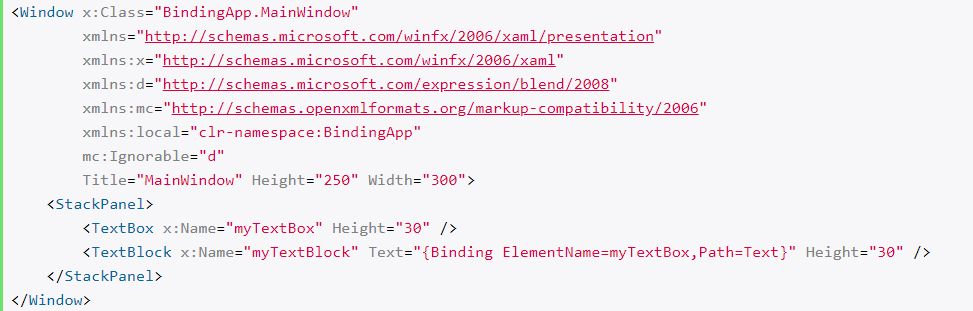 <Window x:Class="BindingApp.MainWindow"
        xmlns="http://schemas.microsoft.com/winfx/2006/xaml/presentation"
        xmlns:x="http://schemas.microsoft.com/winfx/2006/xaml"
        xmlns:d="http://schemas.microsoft.com/expression/blend/2008"
        xmlns:mc="http://schemas.openxmlformats.org/markup-compatibility/2006"
        xmlns:local="clr-namespace:BindingApp"
        mc:Ignorable="d"
        Title="MainWindow" Height="250" Width="300">
    <StackPanel>
        <TextBox x:Name="myTextBox" Height="30" />
        <TextBlock x:Name="myTextBlock" Text="{Binding ElementName=myTextBox,Path=Text}" Height="30" />
    </StackPanel>
</Window>